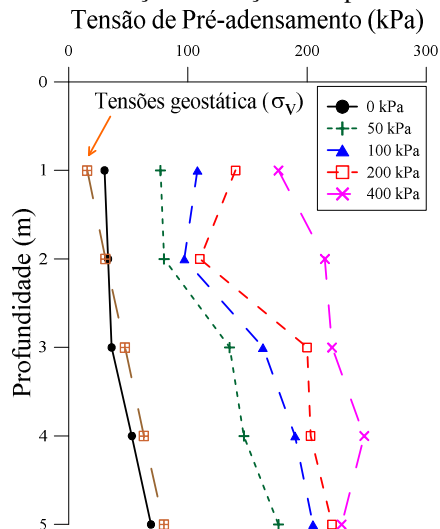 Tensão de Pré-adensamento (kPa)
0 100 200 300
0
Tensões geostática (σv)
0 kPa
50 kPa
100 kPa
200 kPa
400 kPa
1
2
3
4
5
Profundidade (m)